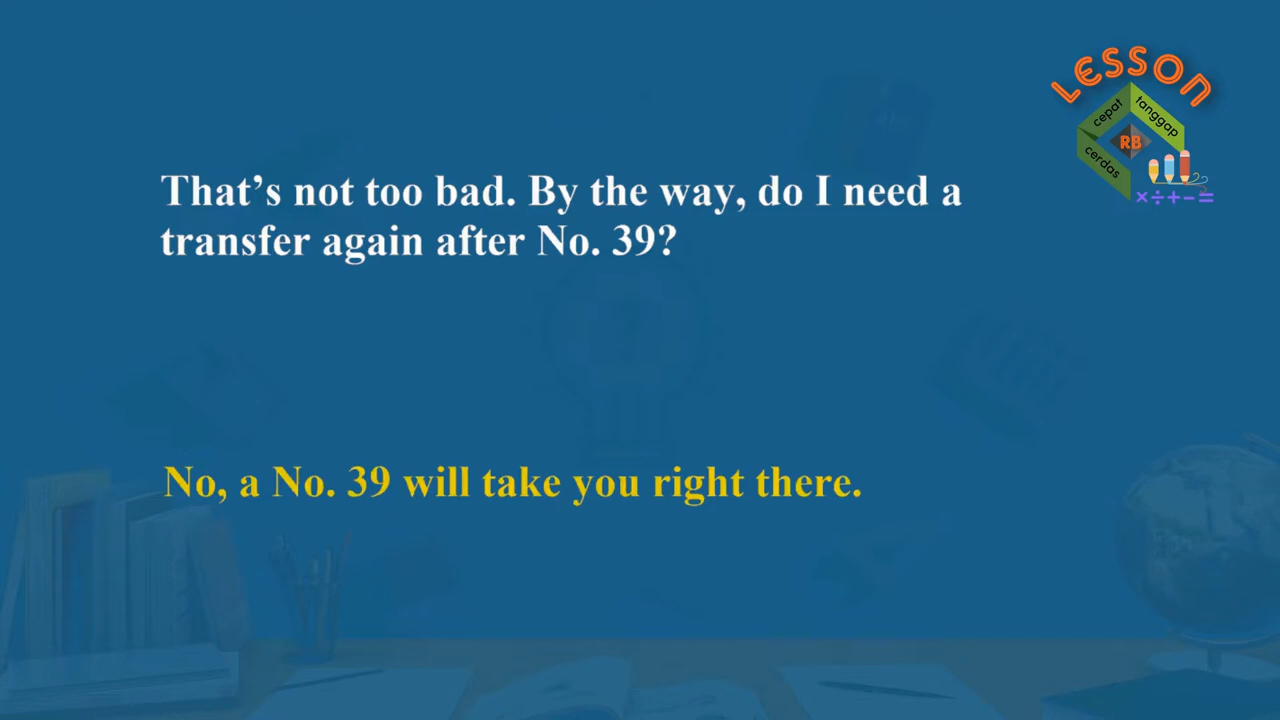 LESSON
cepat
tanggap
RB
cerdas
×÷+−=
That’s not too bad. By the way, do I need a
transfer again after No. 39?
No, a No. 39 will take you right there.